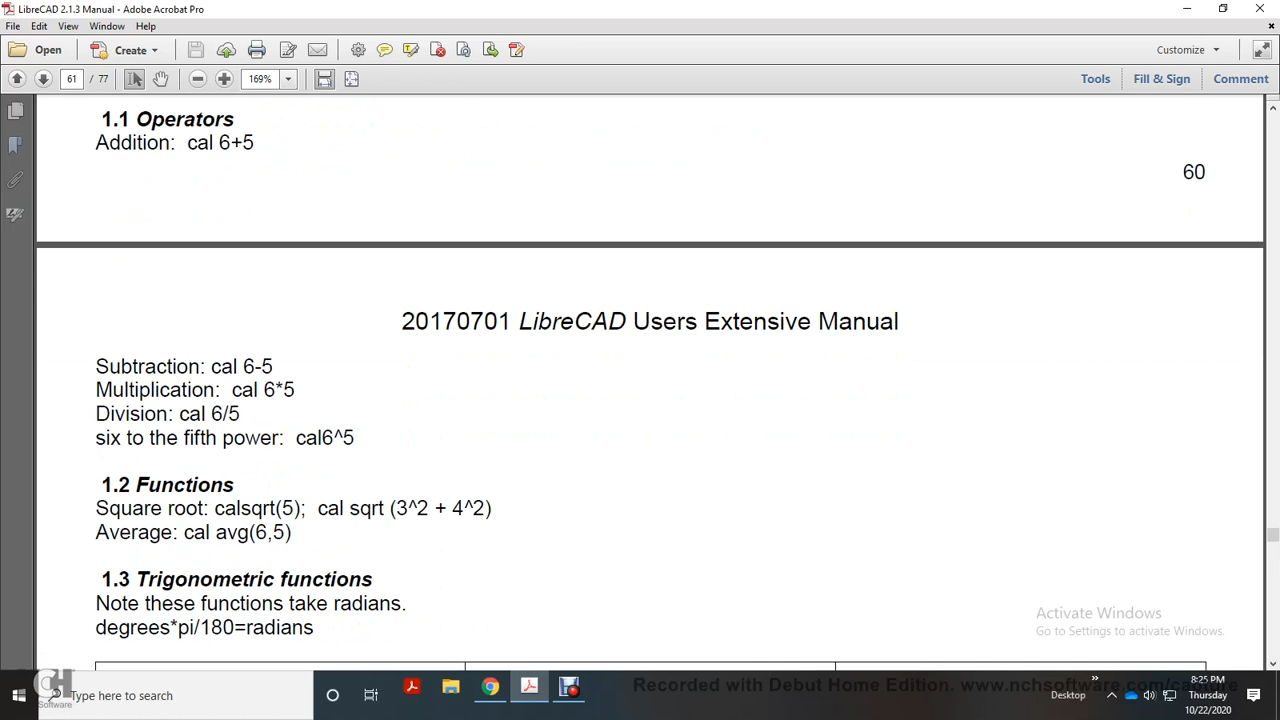 LibreCAD 2.1.3 Manual - Adobe Acrobat Pro
File Edit View Window Help
Open Create Customize
61 / 77 169% Tools Fill & Sign Comment
1.1 Operators
Addition: cal 6+5
60
20170701 LibreCAD Users Extensive Manual
Subtraction: cal 6-5
Multiplication: cal 6*5
Division: cal 6/5
six to the fifth power: cal6^5
1.2 Functions
Square root: calsqrt(5); cal sqrt (3^2 + 4^2)
Average: cal avg(6,5)
1.3 Trigonometric functions
Note these functions take radians.
degrees*pi/180=radians
Activate Windows
Go to Settings to activate Windows.
Recorded with Debut Home Edition. www.nchsoftware.com/capture
CH
Software
Type here to search
Desktop
8:25 PM
Thursday
10/22/2020